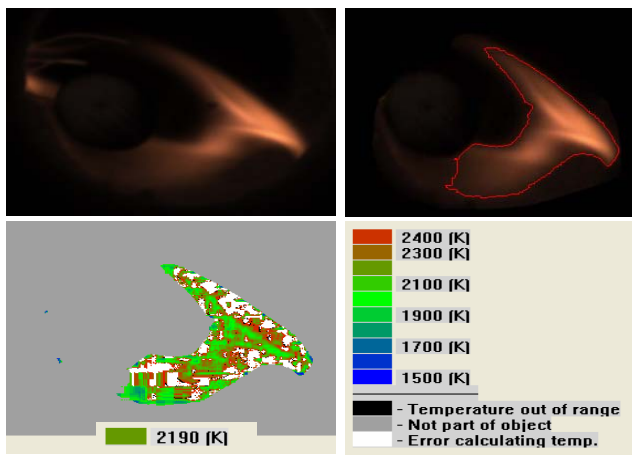 2400 [K]
2300 [K]
2100 [K]
1900 [K]
1700 [K]
1500 [K]
- Temperature out of range
- Not part of object
- Error calculating temp.
2190 [K]